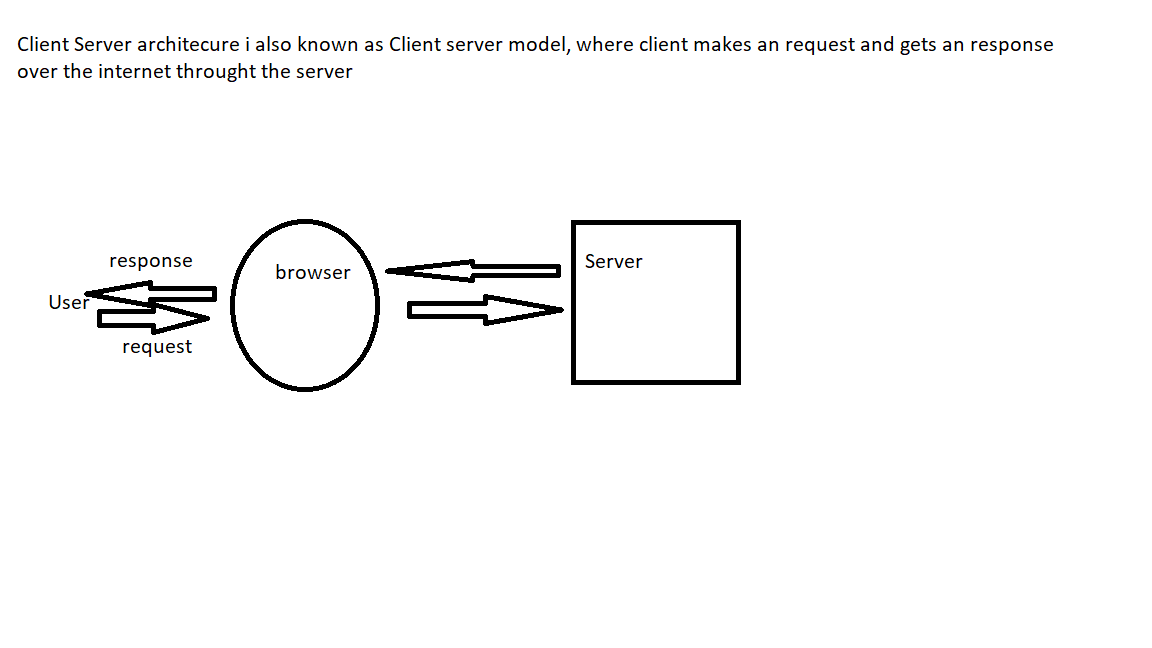 Client Server architecure i also known as Client server model, where client makes an request and gets an response
over the internet throught the server
response
browser
Server
User
request